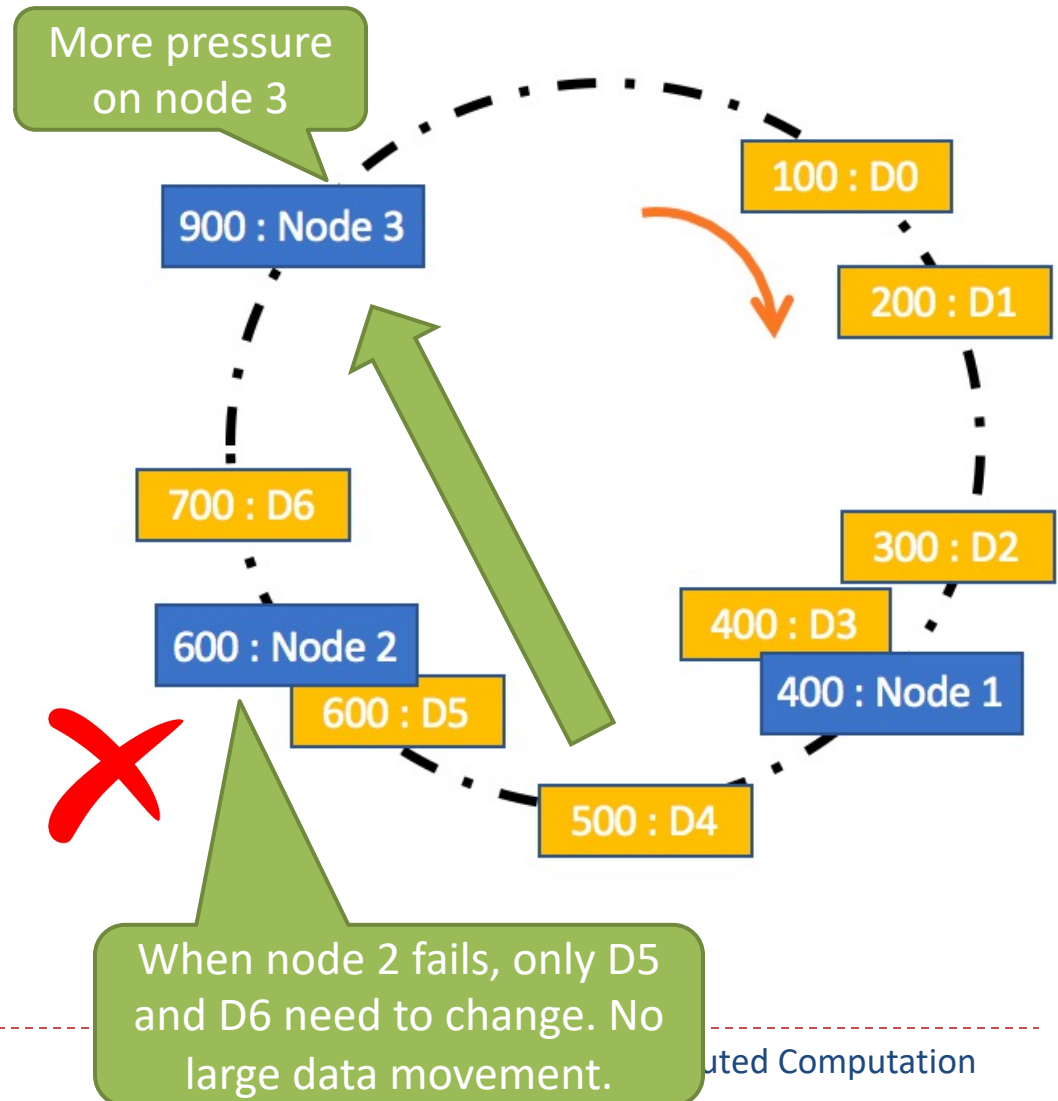 More pressure
on node 3
100 : D0
900 : Node 3
200 : D1
700 : D6
300 : D2
400 : D3
600 : Node 2
400 : Node 1
600 : D5
500 : D4
When node 2 fails, only D5
and D6 need to change. No
large data movement.
Computation